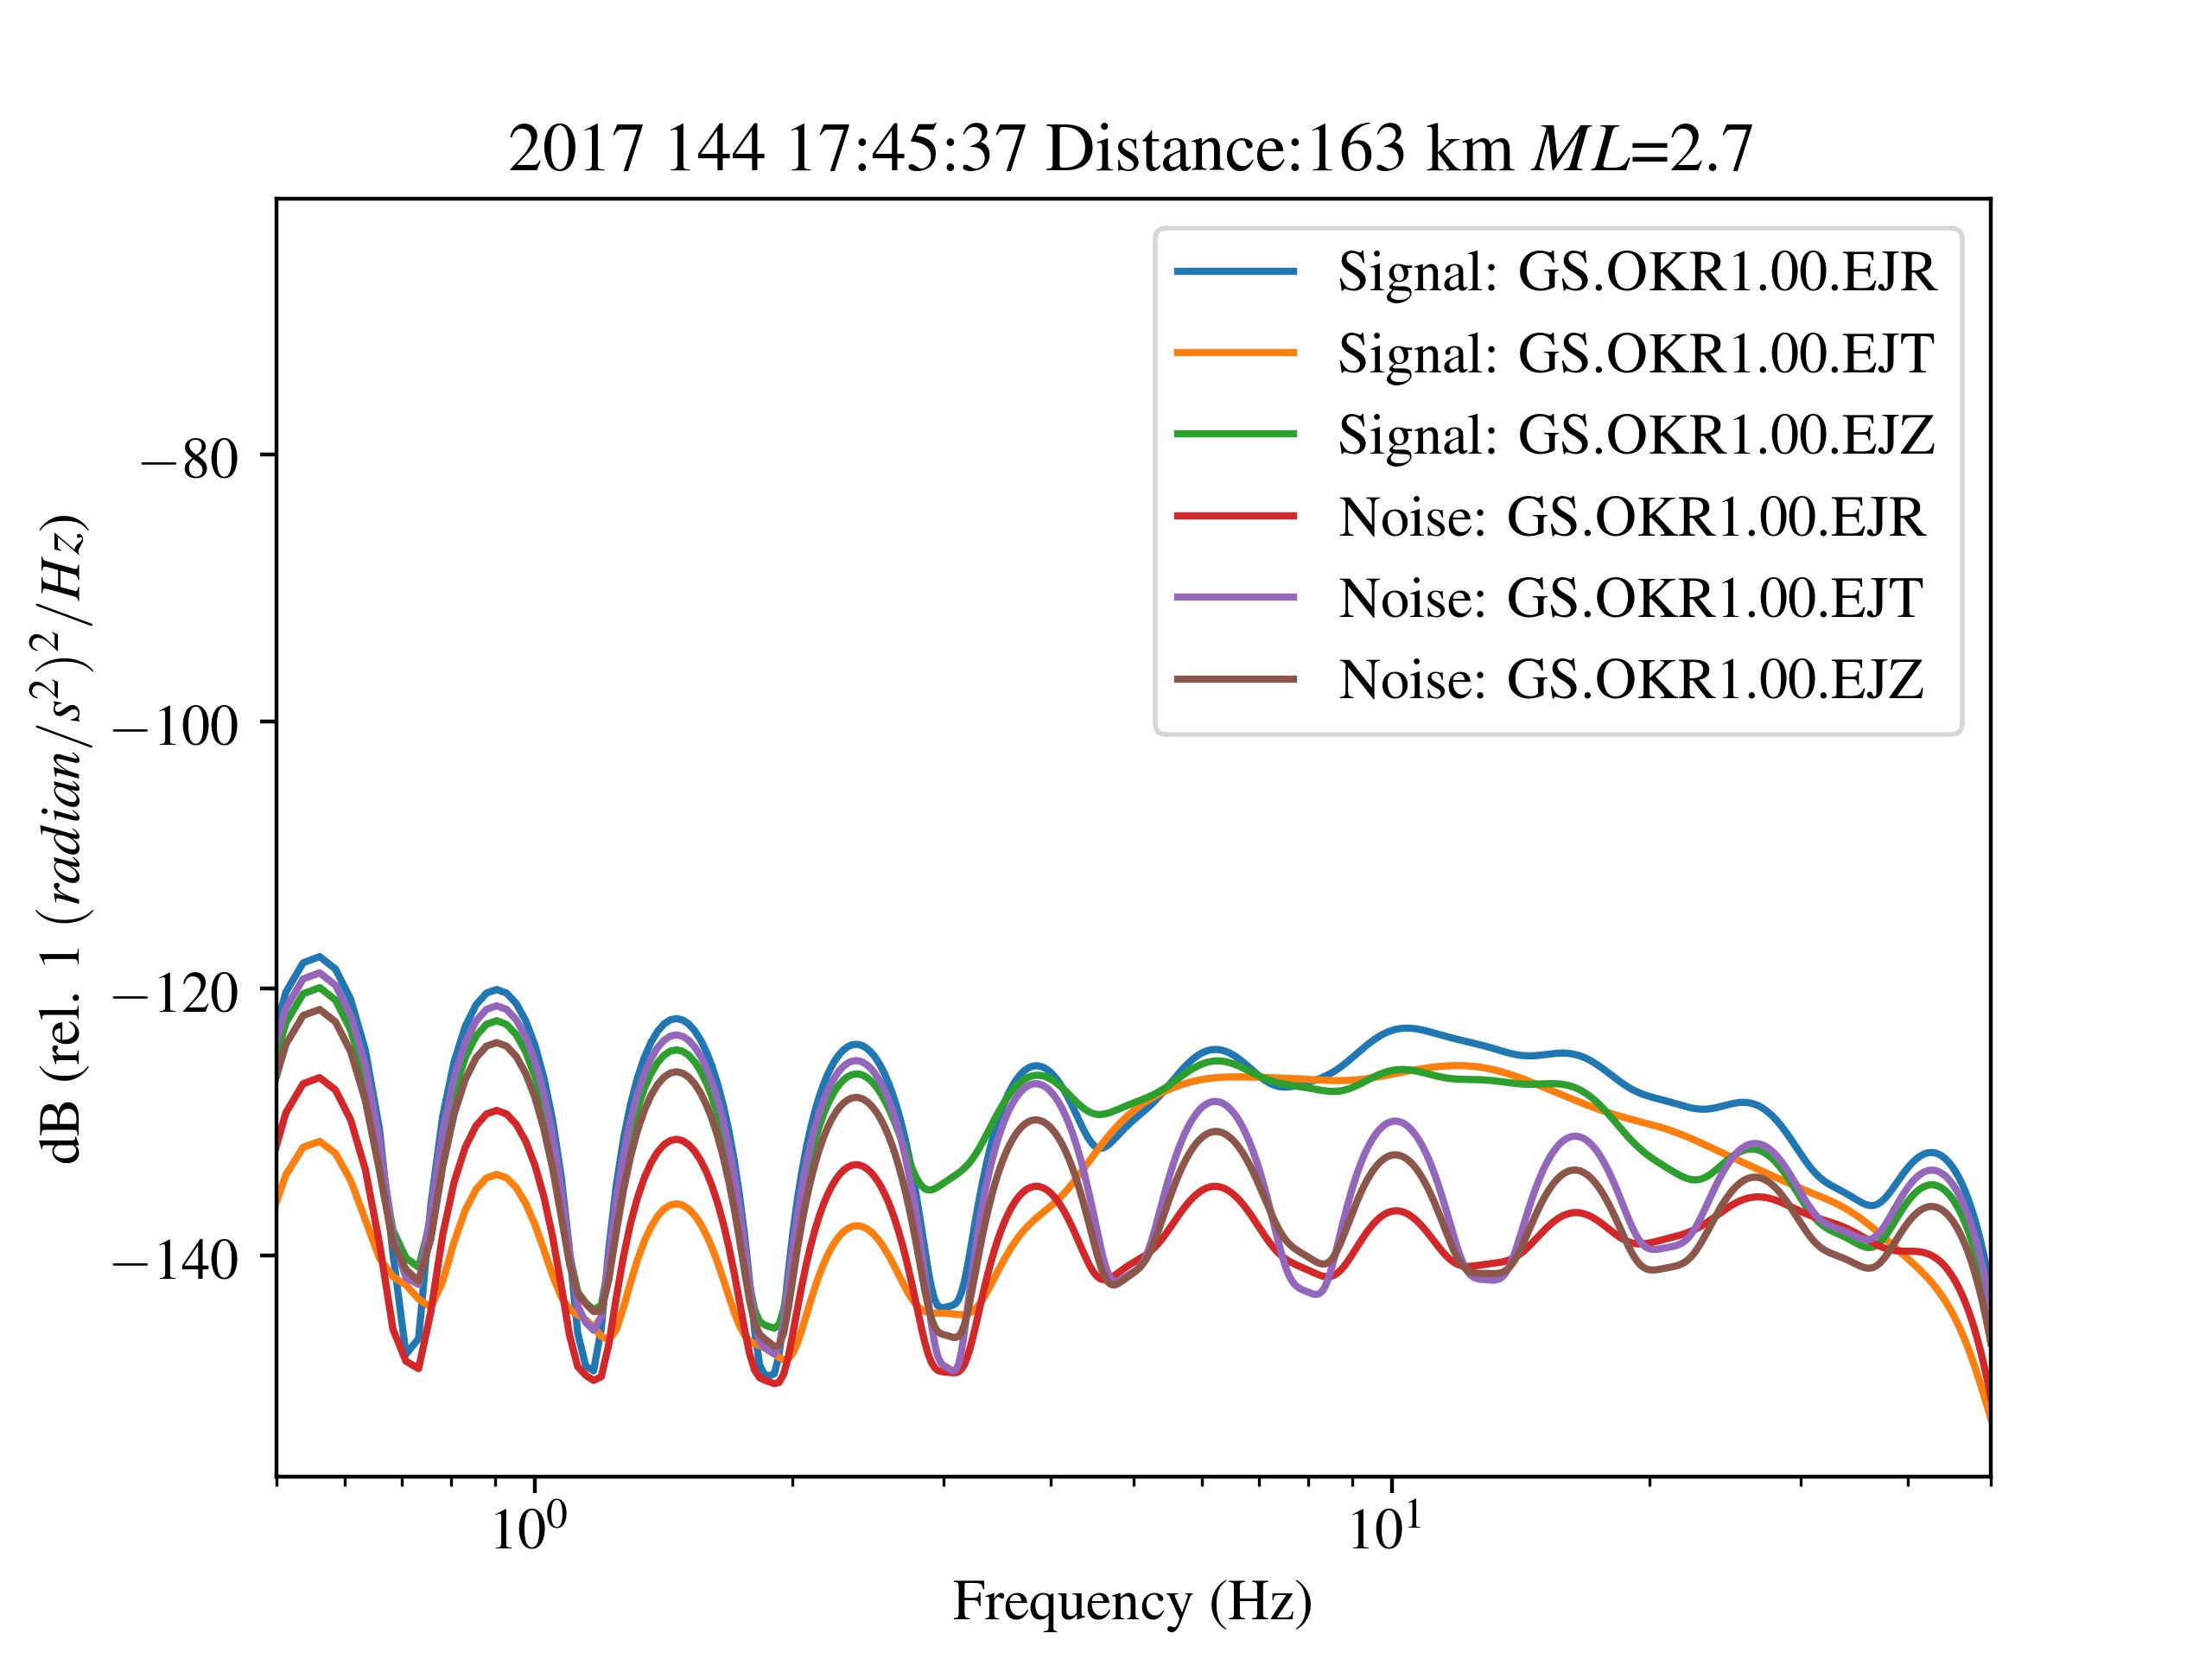 2017 144 17:45:37 Distance:163 km ML=2.7
Signal: GS.OKR1.00.EJR
Signal: GS.OKR1.00.EJT
Signal: GS.OKR1.00.EJZ
Noise: GS.OKR1.00.EJR
Noise: GS.OKR1.00.EJT
Noise: GS.OKR1.00.EJZ
dB (rel. 1 (radian/s²)²/Hz)
−80
−100
−120
−140
10⁰
10¹
Frequency (Hz)